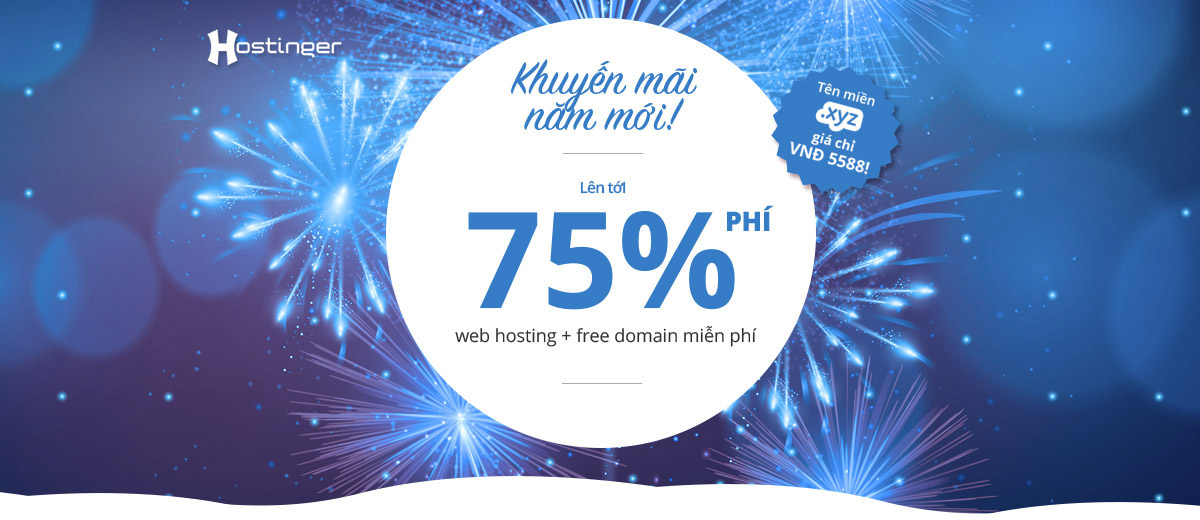 Hostinger
Khuyến mãi
năm mới!
Lên tới
75% PHÍ
web hosting + free domain miễn phí
Tên miền
.xyz
giá chỉ
VNĐ 5588!